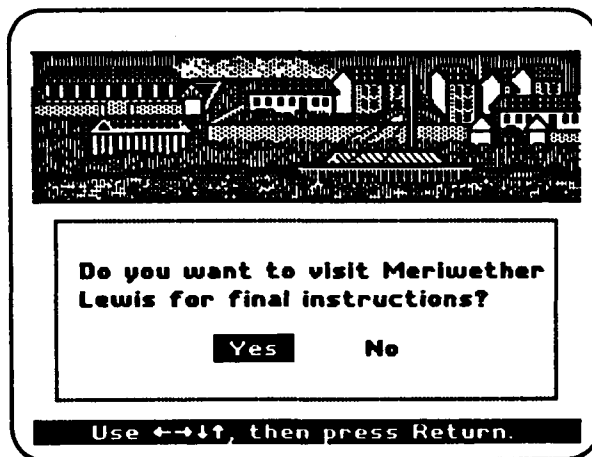 Do you want to visit Meriwether
Lewis for final instructions?
Yes No
Use ←→↓↑, then press Return.